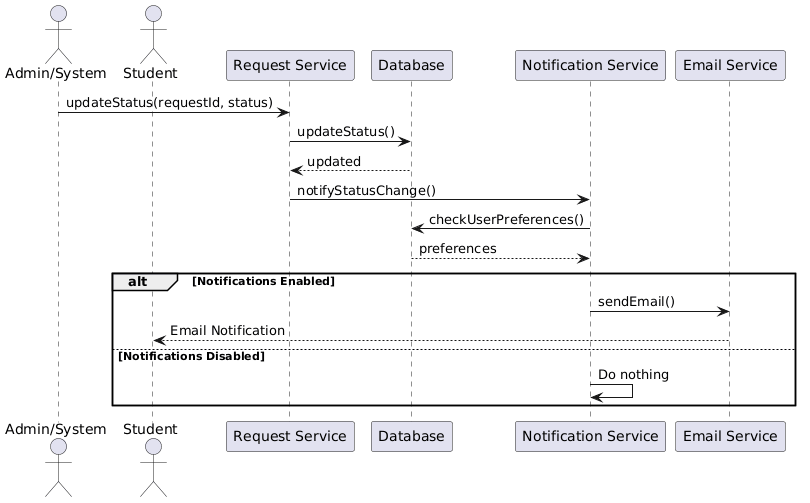 Admin/System
Student
Request Service
Database
Notification Service
Email Service
updateStatus(requestId, status)
updateStatus()
updated
notifyStatusChange()
checkUserPreferences()
preferences
alt [Notifications Enabled]
sendEmail()
Email Notification
[Notifications Disabled]
Do nothing
Admin/System
Student
Request Service
Database
Notification Service
Email Service